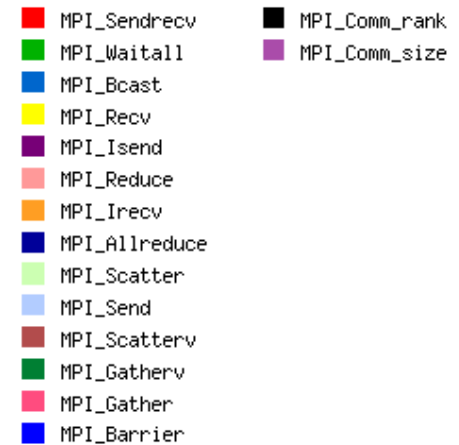 MPI_Sendrecv
MPI_Waitall
MPI_Bcast
MPI_Recv
MPI_Isend
MPI_Reduce
MPI_Irecv
MPI_Allreduce
MPI_Scatter
MPI_Send
MPI_Scatterv
MPI_Gatherv
MPI_Gather
MPI_Barrier
MPI_Comm_rank
MPI_Comm_size